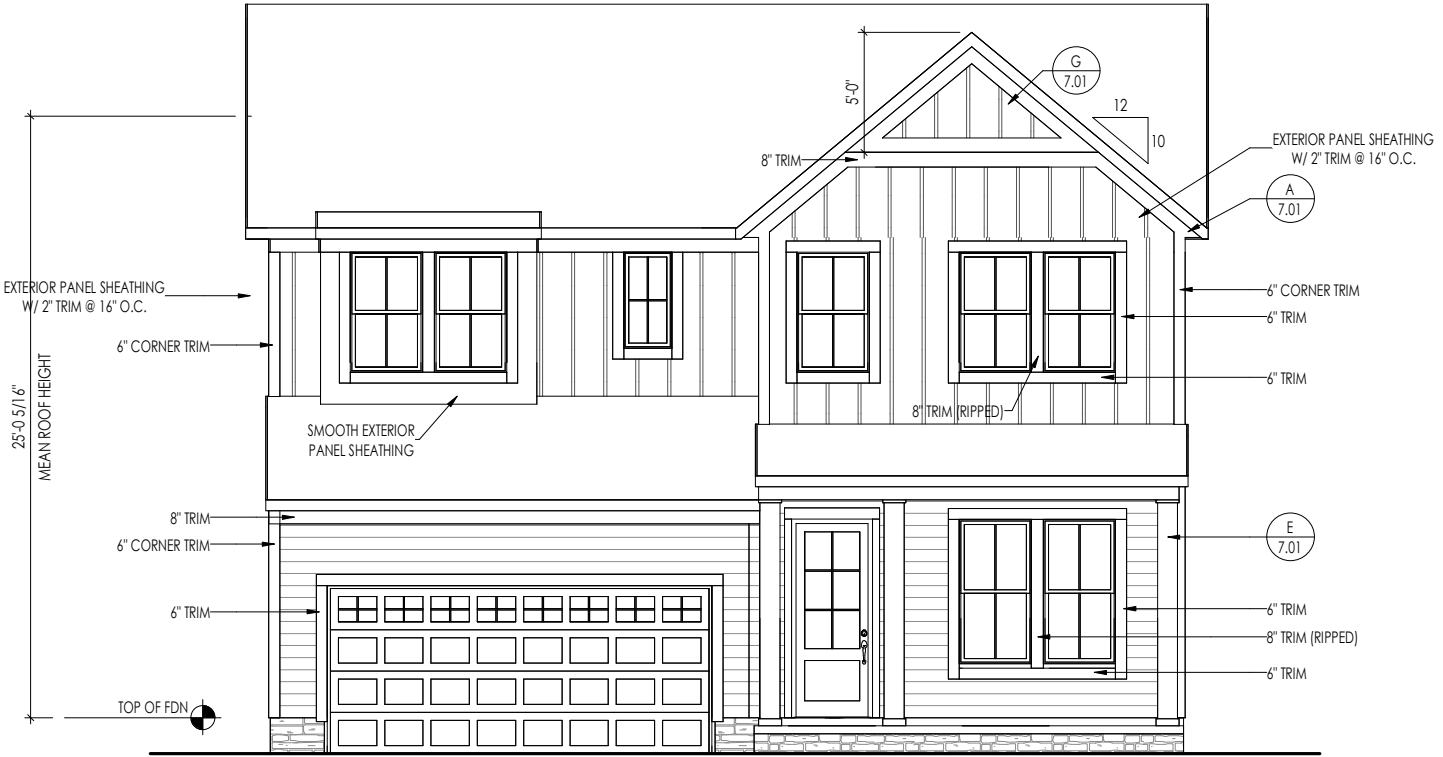 G
7.01
5'-0"
12
10
8" TRIM
EXTERIOR PANEL SHEATHING
W/ 2" TRIM @ 16" O.C.
A
7.01
EXTERIOR PANEL SHEATHING
W/ 2" TRIM @ 16" O.C.
6" CORNER TRIM
6" TRIM
6" CORNER TRIM
25'-0 5/16"
MEAN ROOF HEIGHT
6" TRIM
8" TRIM (RIPPED)
SMOOTH EXTERIOR
PANEL SHEATHING
8" TRIM
6" CORNER TRIM
E
7.01
6" TRIM
6" TRIM
8" TRIM (RIPPED)
6" TRIM
TOP OF FDN